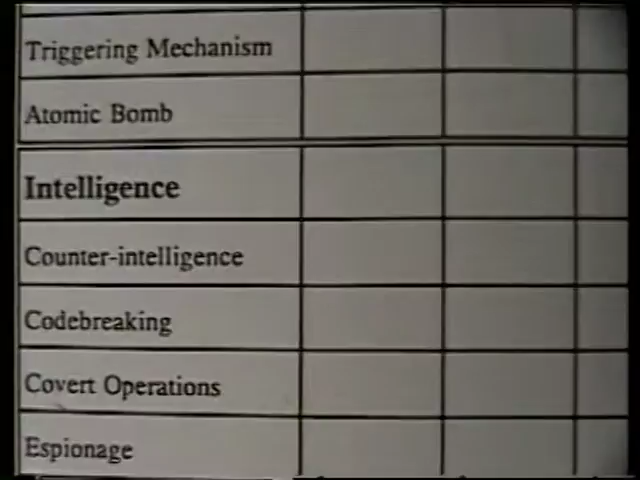 Triggering Mechanism
Atomic Bomb
Intelligence
Counter-intelligence
Codebreaking
Covert Operations
Espionage